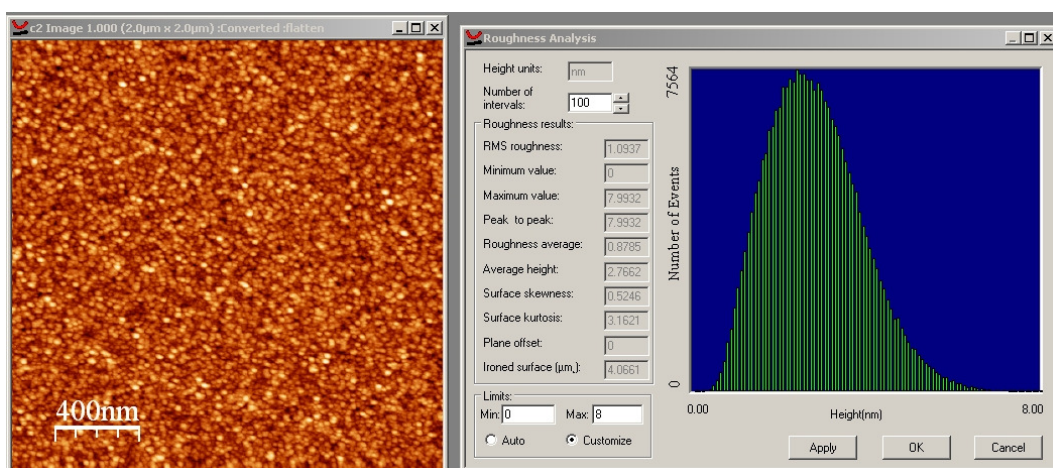 c2 Image 1.000 (2.0µm x 2.0µm) :Converted :flatten
400nm
Roughness Analysis
Height units: nm
Number of
intervals: 100
Roughness results:
RMS roughness: 1.0937
Minimum value: 0
Maximum value: 7.9932
Peak to peak: 7.9932
Roughness average: 0.8785
Average height: 2.7662
Surface skewness: 0.5246
Surface kurtosis: 3.1621
Plane offset: 0
Ironed surface (µm,): 4.0661
Limits:
Min: 0 Max: 8
Auto Customize
7564
Number of Events
0
0.00 Height(nm) 8.00
Apply OK Cancel